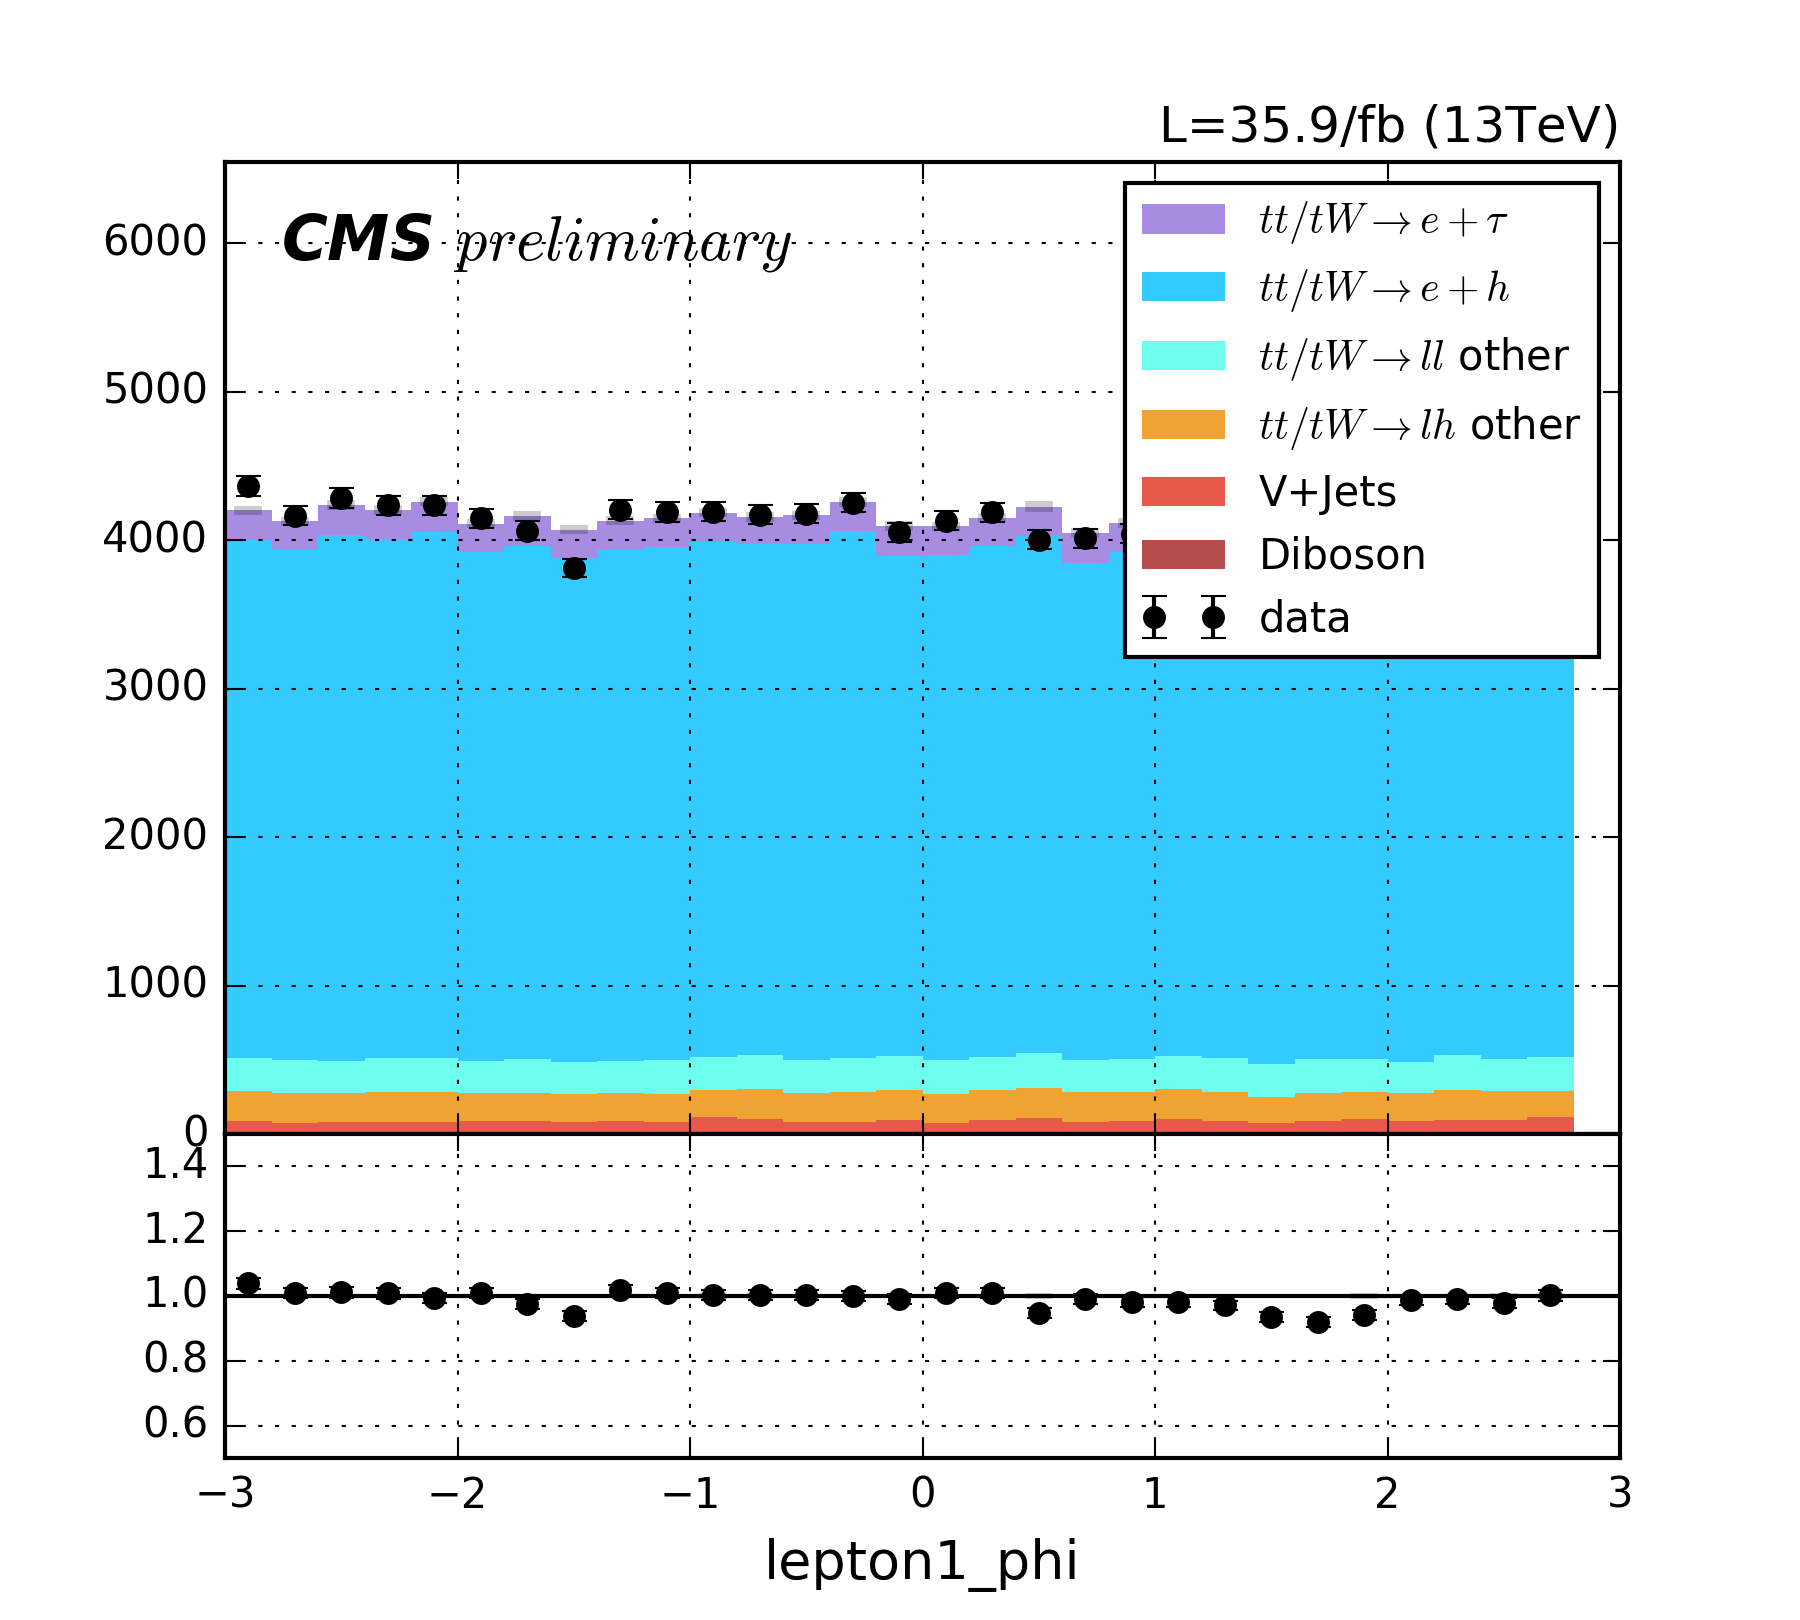 L=35.9/fb (13TeV)
CMS preliminary
6000
5000
4000
3000
2000
1000
0
tt/tW → e + τ
tt/tW → e + h
tt/tW → ll other
tt/tW → lh other
V+Jets
Diboson
data
1.4
1.2
1.0
0.8
0.6
−3 −2 −1 0 1 2 3
lepton1_phi